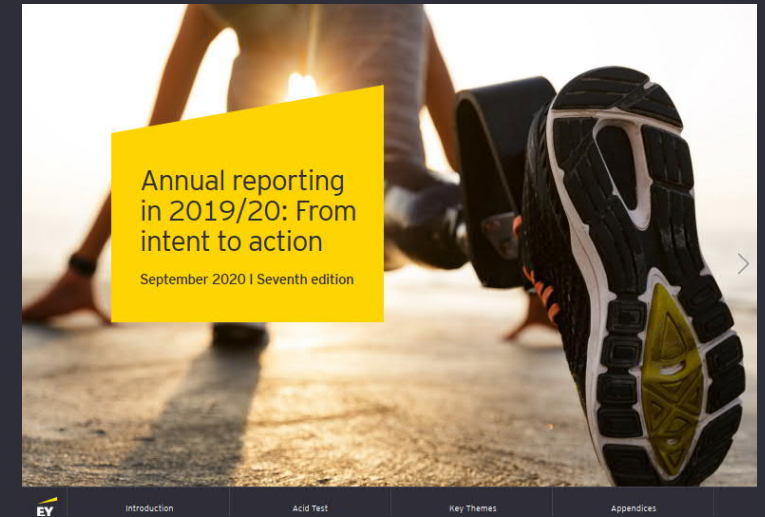 Annual reporting
in 2019/20: From
intent to action
September 2020 I Seventh edition
EY
Introduction
Acid Test
Key Themes
Appendices